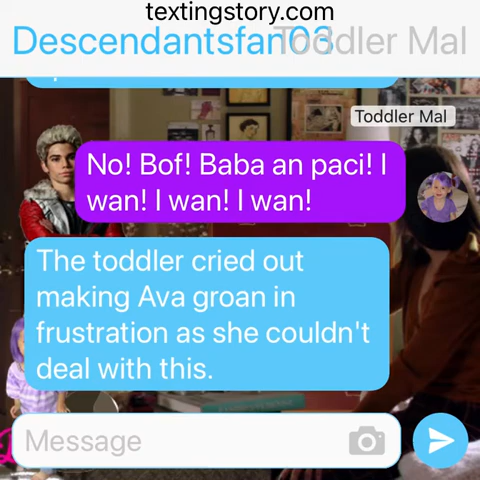 textingstory.com
Descendantsfan03
Toddler Mal
Toddler Mal
No! Bof! Baba an paci! I
wan! I wan! I wan!
The toddler cried out
making Ava groan in
frustration as she couldn't
deal with this.
Message